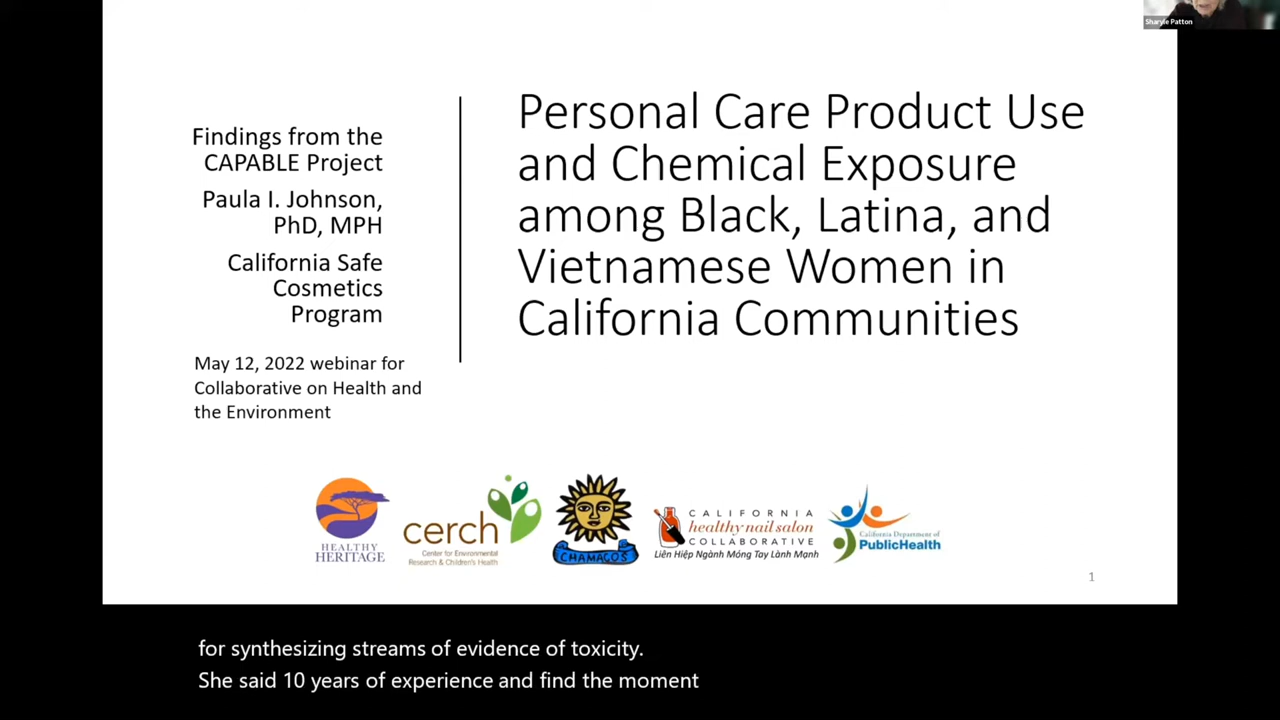 Sharyle Patton
Findings from the
CAPABLE Project
Paula I. Johnson,
PhD, MPH
California Safe
Cosmetics
Program
May 12, 2022 webinar for
Collaborative on Health and
the Environment
Personal Care Product Use
and Chemical Exposure
among Black, Latina, and
Vietnamese Women in
California Communities
HEALTHY
HERITAGE
cerch
Center for Environmental
Research & Children's Health
CHAMACOS
CALIFORNIA
healthy nail salon
COLLABORATIVE
Liên Hiệp Ngành Móng Tay Lành Mạnh
California Department of
PublicHealth
1
for synthesizing streams of evidence of toxicity.
She said 10 years of experience and find the moment